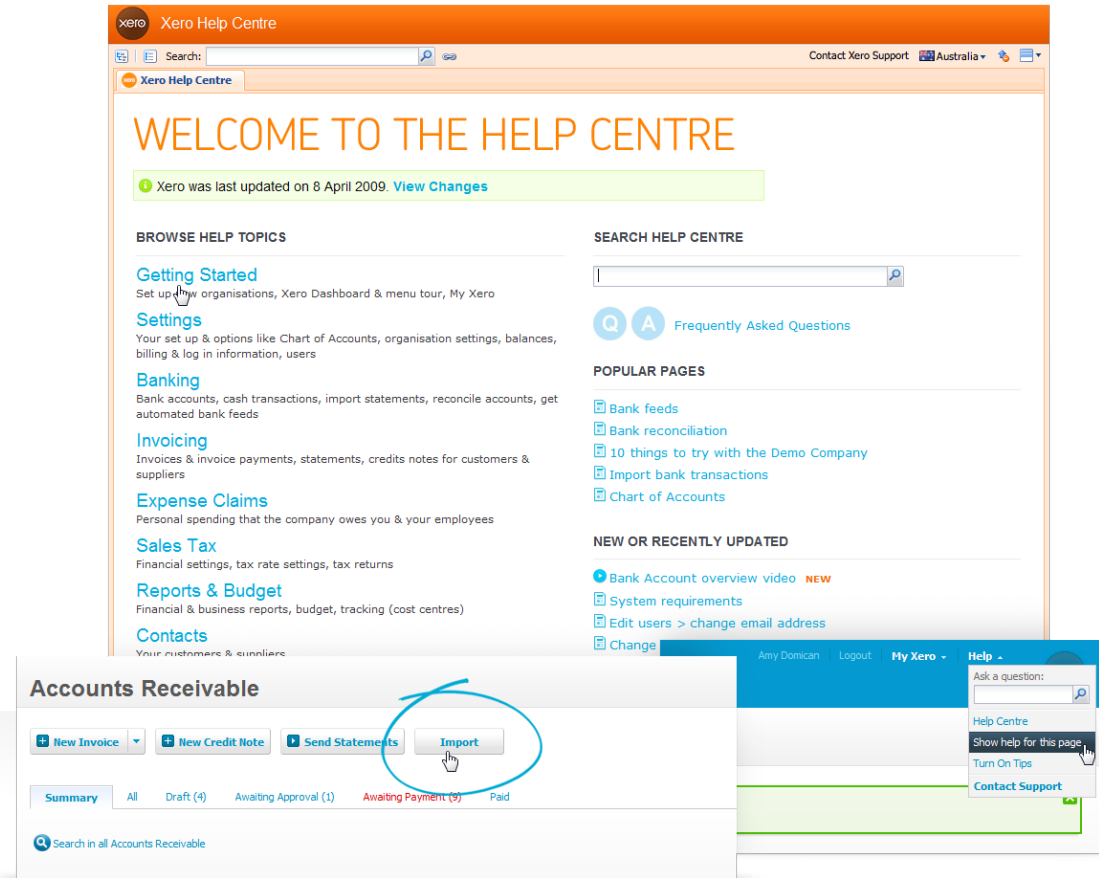 xero Xero Help Centre
Search:
Contact Xero Support Australia
Xero Help Centre
WELCOME TO THE HELP CENTRE
Xero was last updated on 8 April 2009. View Changes
BROWSE HELP TOPICS
Getting Started
Set up new organisations, Xero Dashboard & menu tour, My Xero
Settings
Your set up & options like Chart of Accounts, organisation settings, balances,
billing & log in information, users
Banking
Bank accounts, cash transactions, import statements, reconcile accounts, get
automated bank feeds
Invoicing
Invoices & invoice payments, statements, credits notes for customers &
suppliers
Expense Claims
Personal spending that the company owes you & your employees
Sales Tax
Financial settings, tax rate settings, tax returns
Reports & Budget
Financial & business reports, budget, tracking (cost centres)
Contacts
Your customers & suppliers
SEARCH HELP CENTRE
Q A Frequently Asked Questions
POPULAR PAGES
Bank feeds
Bank reconciliation
10 things to try with the Demo Company
Import bank transactions
Chart of Accounts
NEW OR RECENTLY UPDATED
Bank Account overview video NEW
System requirements
Edit users > change email address
Change
Amy Domican Logout My Xero Help
Ask a question:
Help Centre
Show help for this page
Turn On Tips
Contact Support
Accounts Receivable
New Invoice New Credit Note Send Statements Import
Summary All Draft (4) Awaiting Approval (1) Awaiting Payment (9) Paid
Search in all Accounts Receivable